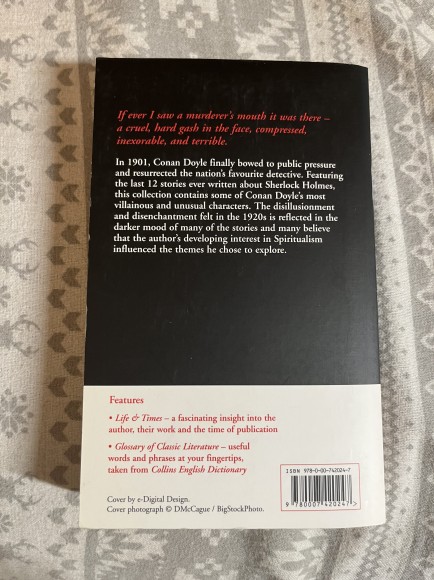 If ever I saw a murderer's mouth it was there –
a cruel, hard gash in the face, compressed,
inexorable, and terrible.
In 1901, Conan Doyle finally bowed to public pressure
and resurrected the nation's favourite detective. Featuring
the last 12 stories ever written about Sherlock Holmes,
this collection contains some of Conan Doyle's most
villainous and unusual characters. The disillusionment
and disenchantment felt in the 1920s is reflected in the
darker mood of many of the stories and many believe
that the author's developing interest in Spiritualism
influenced the themes he chose to explore.
Features
• Life & Times – a fascinating insight into the
author, their work and the time of publication
• Glossary of Classic Literature – useful
words and phrases at your fingertips,
taken from Collins English Dictionary
ISBN 978-0-00-742024-7
9 780007 420247 >
Cover by e-Digital Design.
Cover photograph © DMcCague / BigStockPhoto.